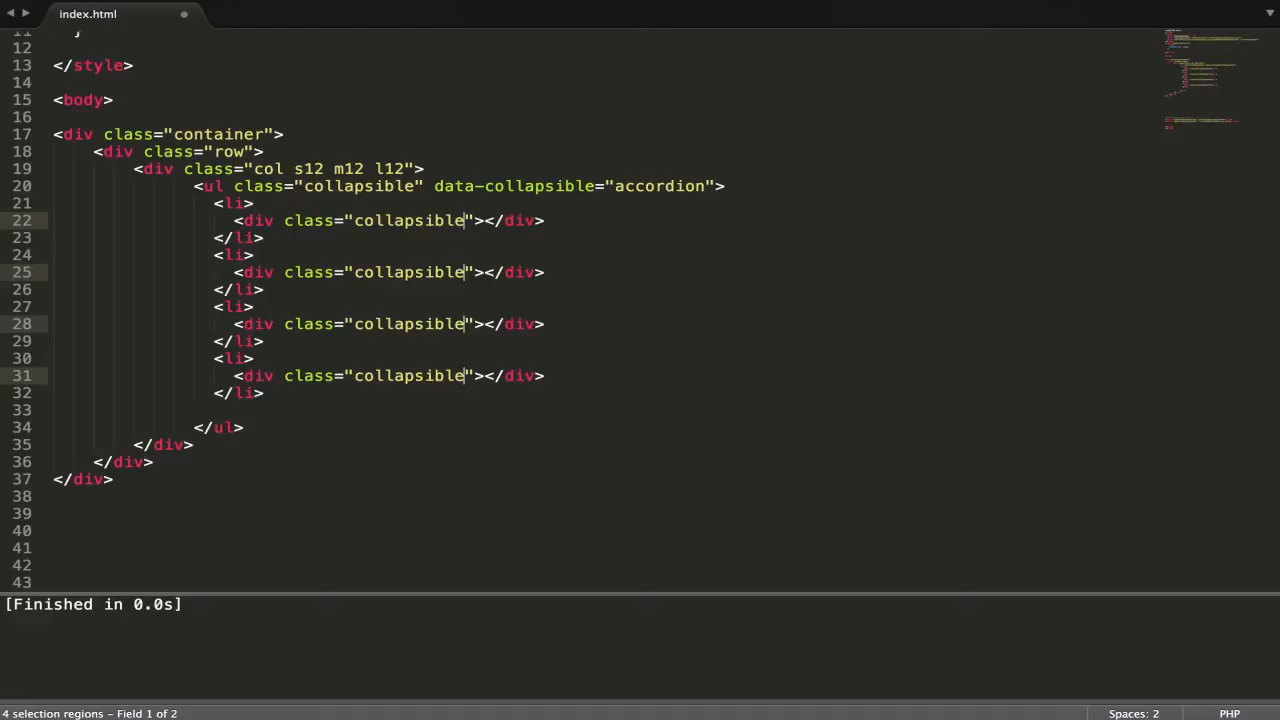 index.html
11 }
12
13 </style>
14
15 <body>
16
17 <div class="container">
18 <div class="row">
19 <div class="col s12 m12 l12">
20 <ul class="collapsible" data-collapsible="accordion">
21 <li>
22 <div class="collapsible"></div>
23 </li>
24 <li>
25 <div class="collapsible"></div>
26 </li>
27 <li>
28 <div class="collapsible"></div>
29 </li>
30 <li>
31 <div class="collapsible"></div>
32 </li>
33
34 </ul>
35 </div>
36 </div>
37 </div>
38
39
40
41
42
43
[Finished in 0.0s]
4 selection regions – Field 1 of 2
Spaces: 2
PHP